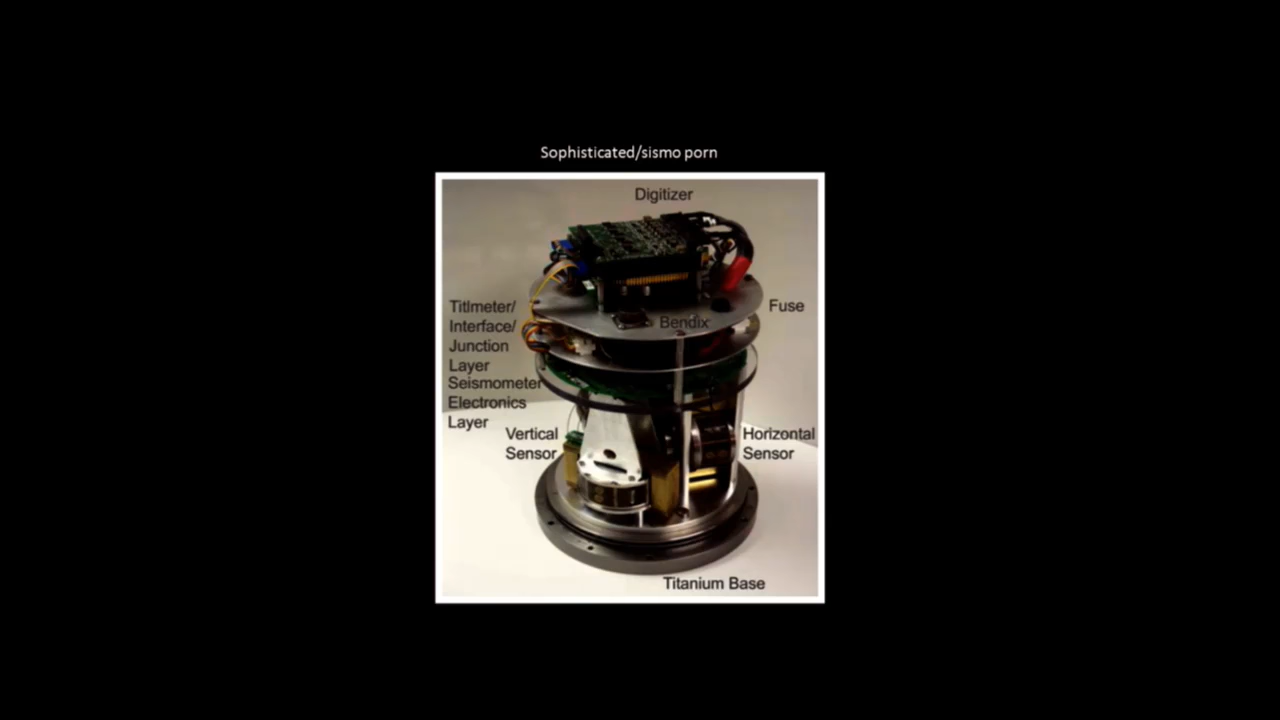 Sophisticated/sismo porn
Digitizer
Titlmeter/
Interface/
Junction
Layer
Fuse
Bendix
Seismometer
Electronics
Layer
Vertical
Sensor
Horizontal
Sensor
Titanium Base